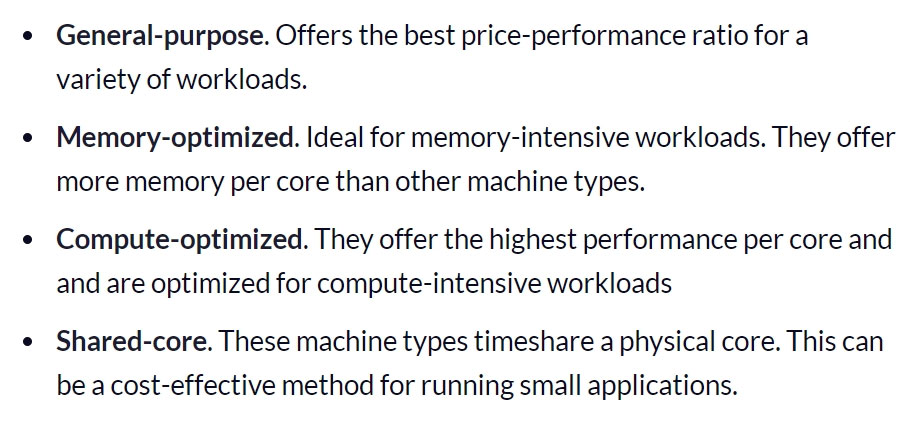 • General-purpose. Offers the best price-performance ratio for a
variety of workloads.
• Memory-optimized. Ideal for memory-intensive workloads. They offer
more memory per core than other machine types.
• Compute-optimized. They offer the highest performance per core and
and are optimized for compute-intensive workloads
• Shared-core. These machine types timeshare a physical core. This can
be a cost-effective method for running small applications.